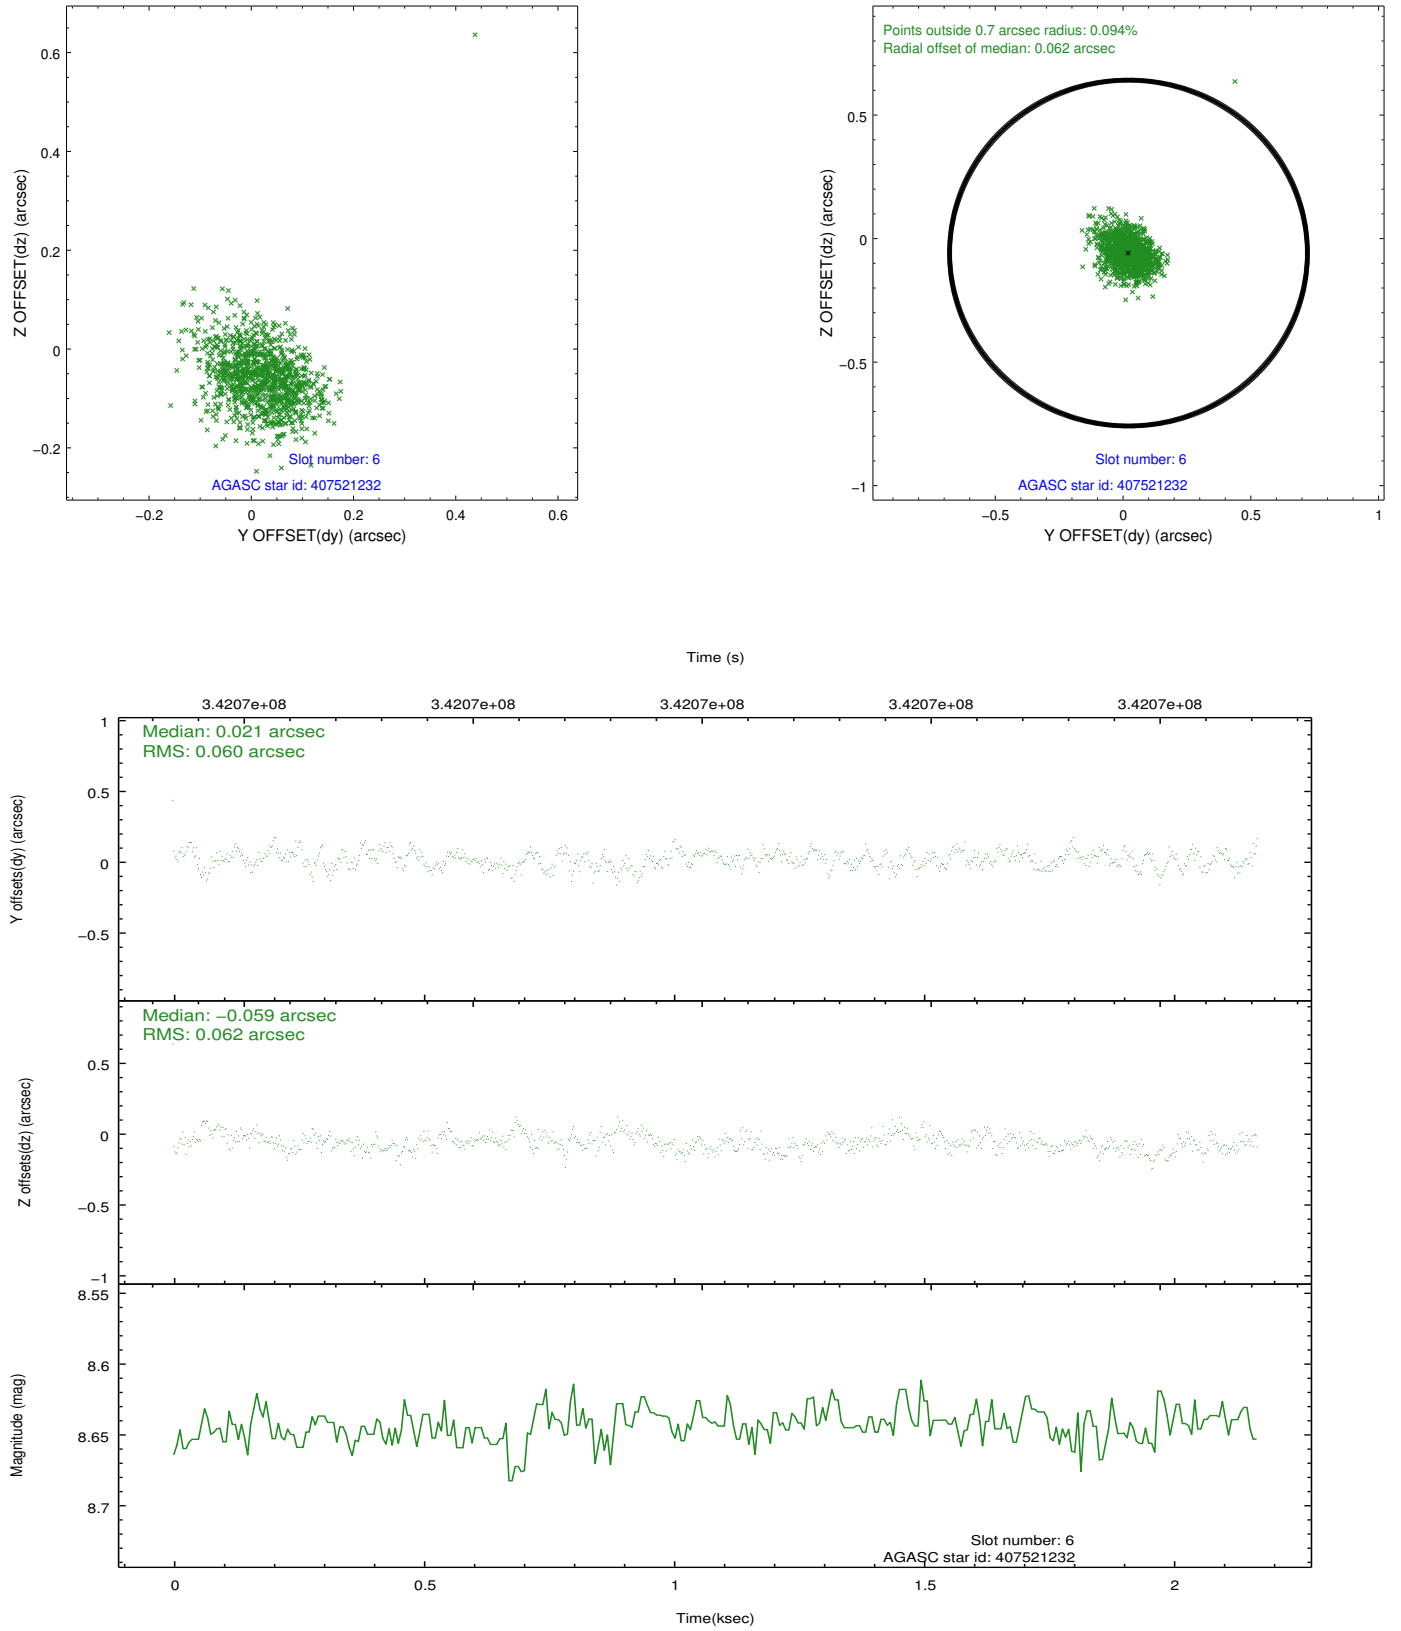 0.6
0.4
0.2
0
−0.2
Z OFFSET(dz) (arcsec)
Slot number: 6
AGASC star id: 407521232
−0.2 0 0.2 0.4 0.6
Y OFFSET(dy) (arcsec)
Points outside 0.7 arcsec radius: 0.094%
Radial offset of median: 0.062 arcsec
0.5
0
−0.5
−1
Z OFFSET(dz) (arcsec)
Slot number: 6
AGASC star id: 407521232
−0.5 0 0.5 1
Y OFFSET(dy) (arcsec)
Time (s)
3.4207e+08 3.4207e+08 3.4207e+08 3.4207e+08 3.4207e+08
Median: 0.021 arcsec
RMS: 0.060 arcsec
1
0.5
0
−0.5
Y offsets(dy) (arcsec)
Median: −0.059 arcsec
RMS: 0.062 arcsec
0.5
0
−0.5
−1
Z offsets(dz) (arcsec)
8.55
8.6
8.65
8.7
Magnitude (mag)
Slot number: 6
AGASC star id: 407521232
0 0.5 1 1.5 2
Time(ksec)